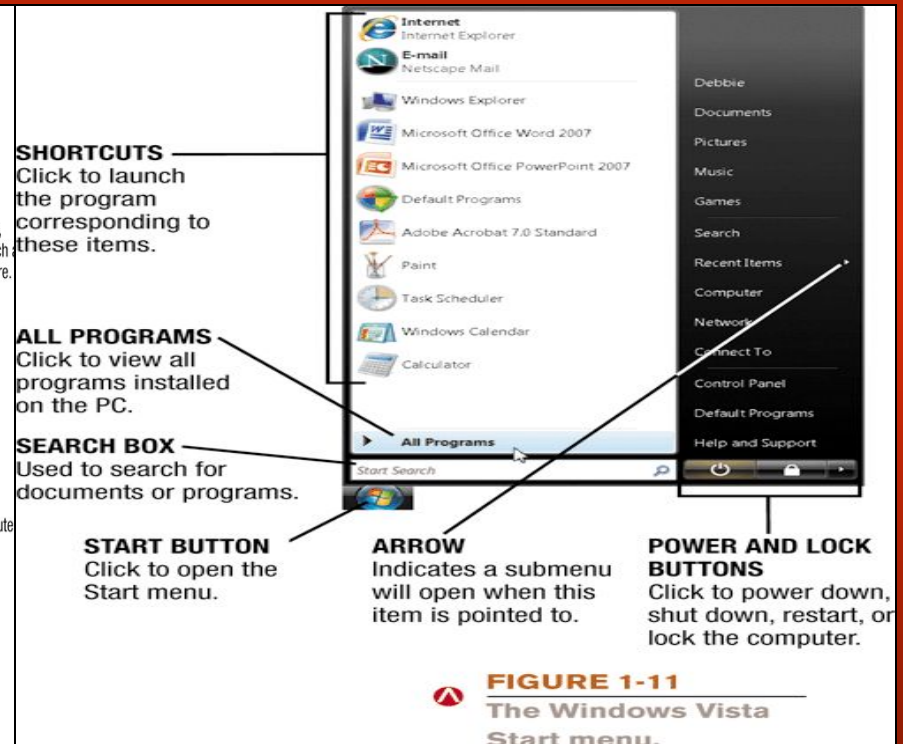 Internet
Internet Explorer
E-mail
Netscape Mail
Windows Explorer
Microsoft Office Word 2007
Microsoft Office PowerPoint 2007
Default Programs
Adobe Acrobat 7.0 Standard
Paint
Task Scheduler
Windows Calendar
Calculator
All Programs
Start Search
Debbie
Documents
Pictures
Music
Games
Search
Recent Items
Computer
Network
Connect To
Control Panel
Default Programs
Help and Support
SHORTCUTS
Click to launch
the program
corresponding to
these items.
ALL PROGRAMS
Click to view all
programs installed
on the PC.
SEARCH BOX
Used to search for
documents or programs.
START BUTTON
Click to open the
Start menu.
ARROW
Indicates a submenu
will open when this
item is pointed to.
POWER AND LOCK
BUTTONS
Click to power down,
shut down, restart, or
lock the computer.
FIGURE 1-11
The Windows Vista
Start menu.